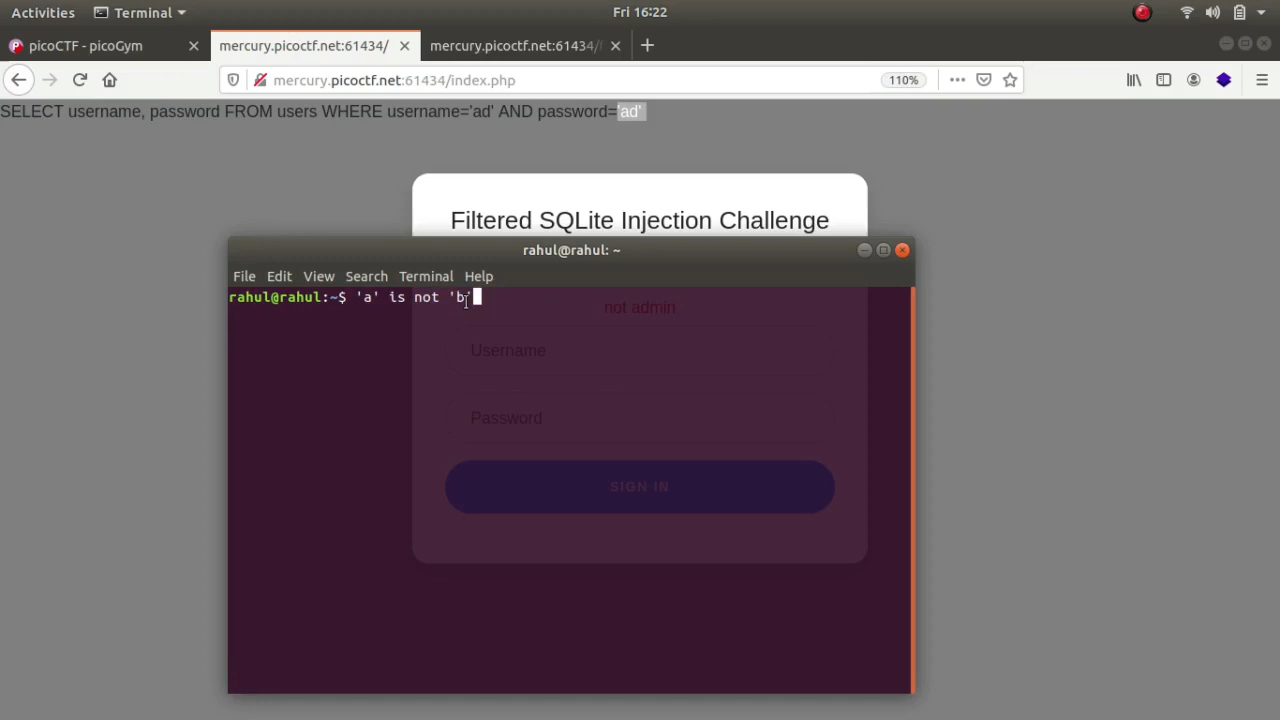 Activities Terminal Fri 16:22
picoCTF - picoGym mercury.picoctf.net:61434/ mercury.picoctf.net:61434/
mercury.picoctf.net:61434/index.php 110%
SELECT username, password FROM users WHERE username='ad' AND password='ad'
Filtered SQLite Injection Challenge
rahul@rahul: ~
File Edit View Search Terminal Help
rahul@rahul:~$ 'a' is not 'b'
not admin
Username
Password
SIGN IN